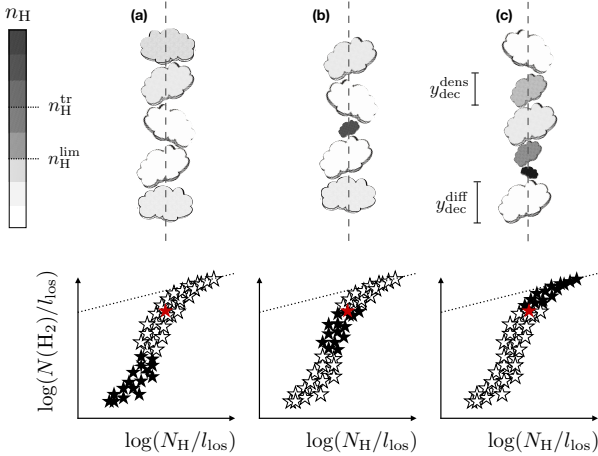 n_H
(a)
(b)
(c)
n_H^tr
n_H^lim
y_dec^dens
y_dec^diff
log(N(H₂)/l_los)
log(N_H/l_los)
log(N_H/l_los)
log(N_H/l_los)